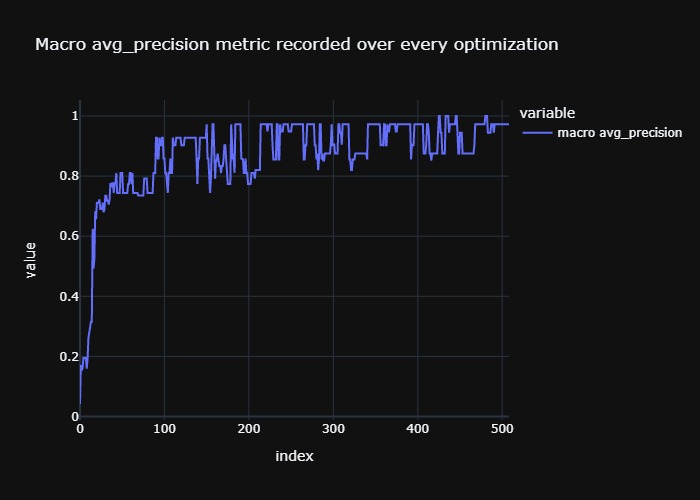 Macro avg_precision metric recorded over every optimization
variable
macro avg_precision
1
0.8
0.6
0.4
0.2
0
value
0 100 200 300 400 500
index